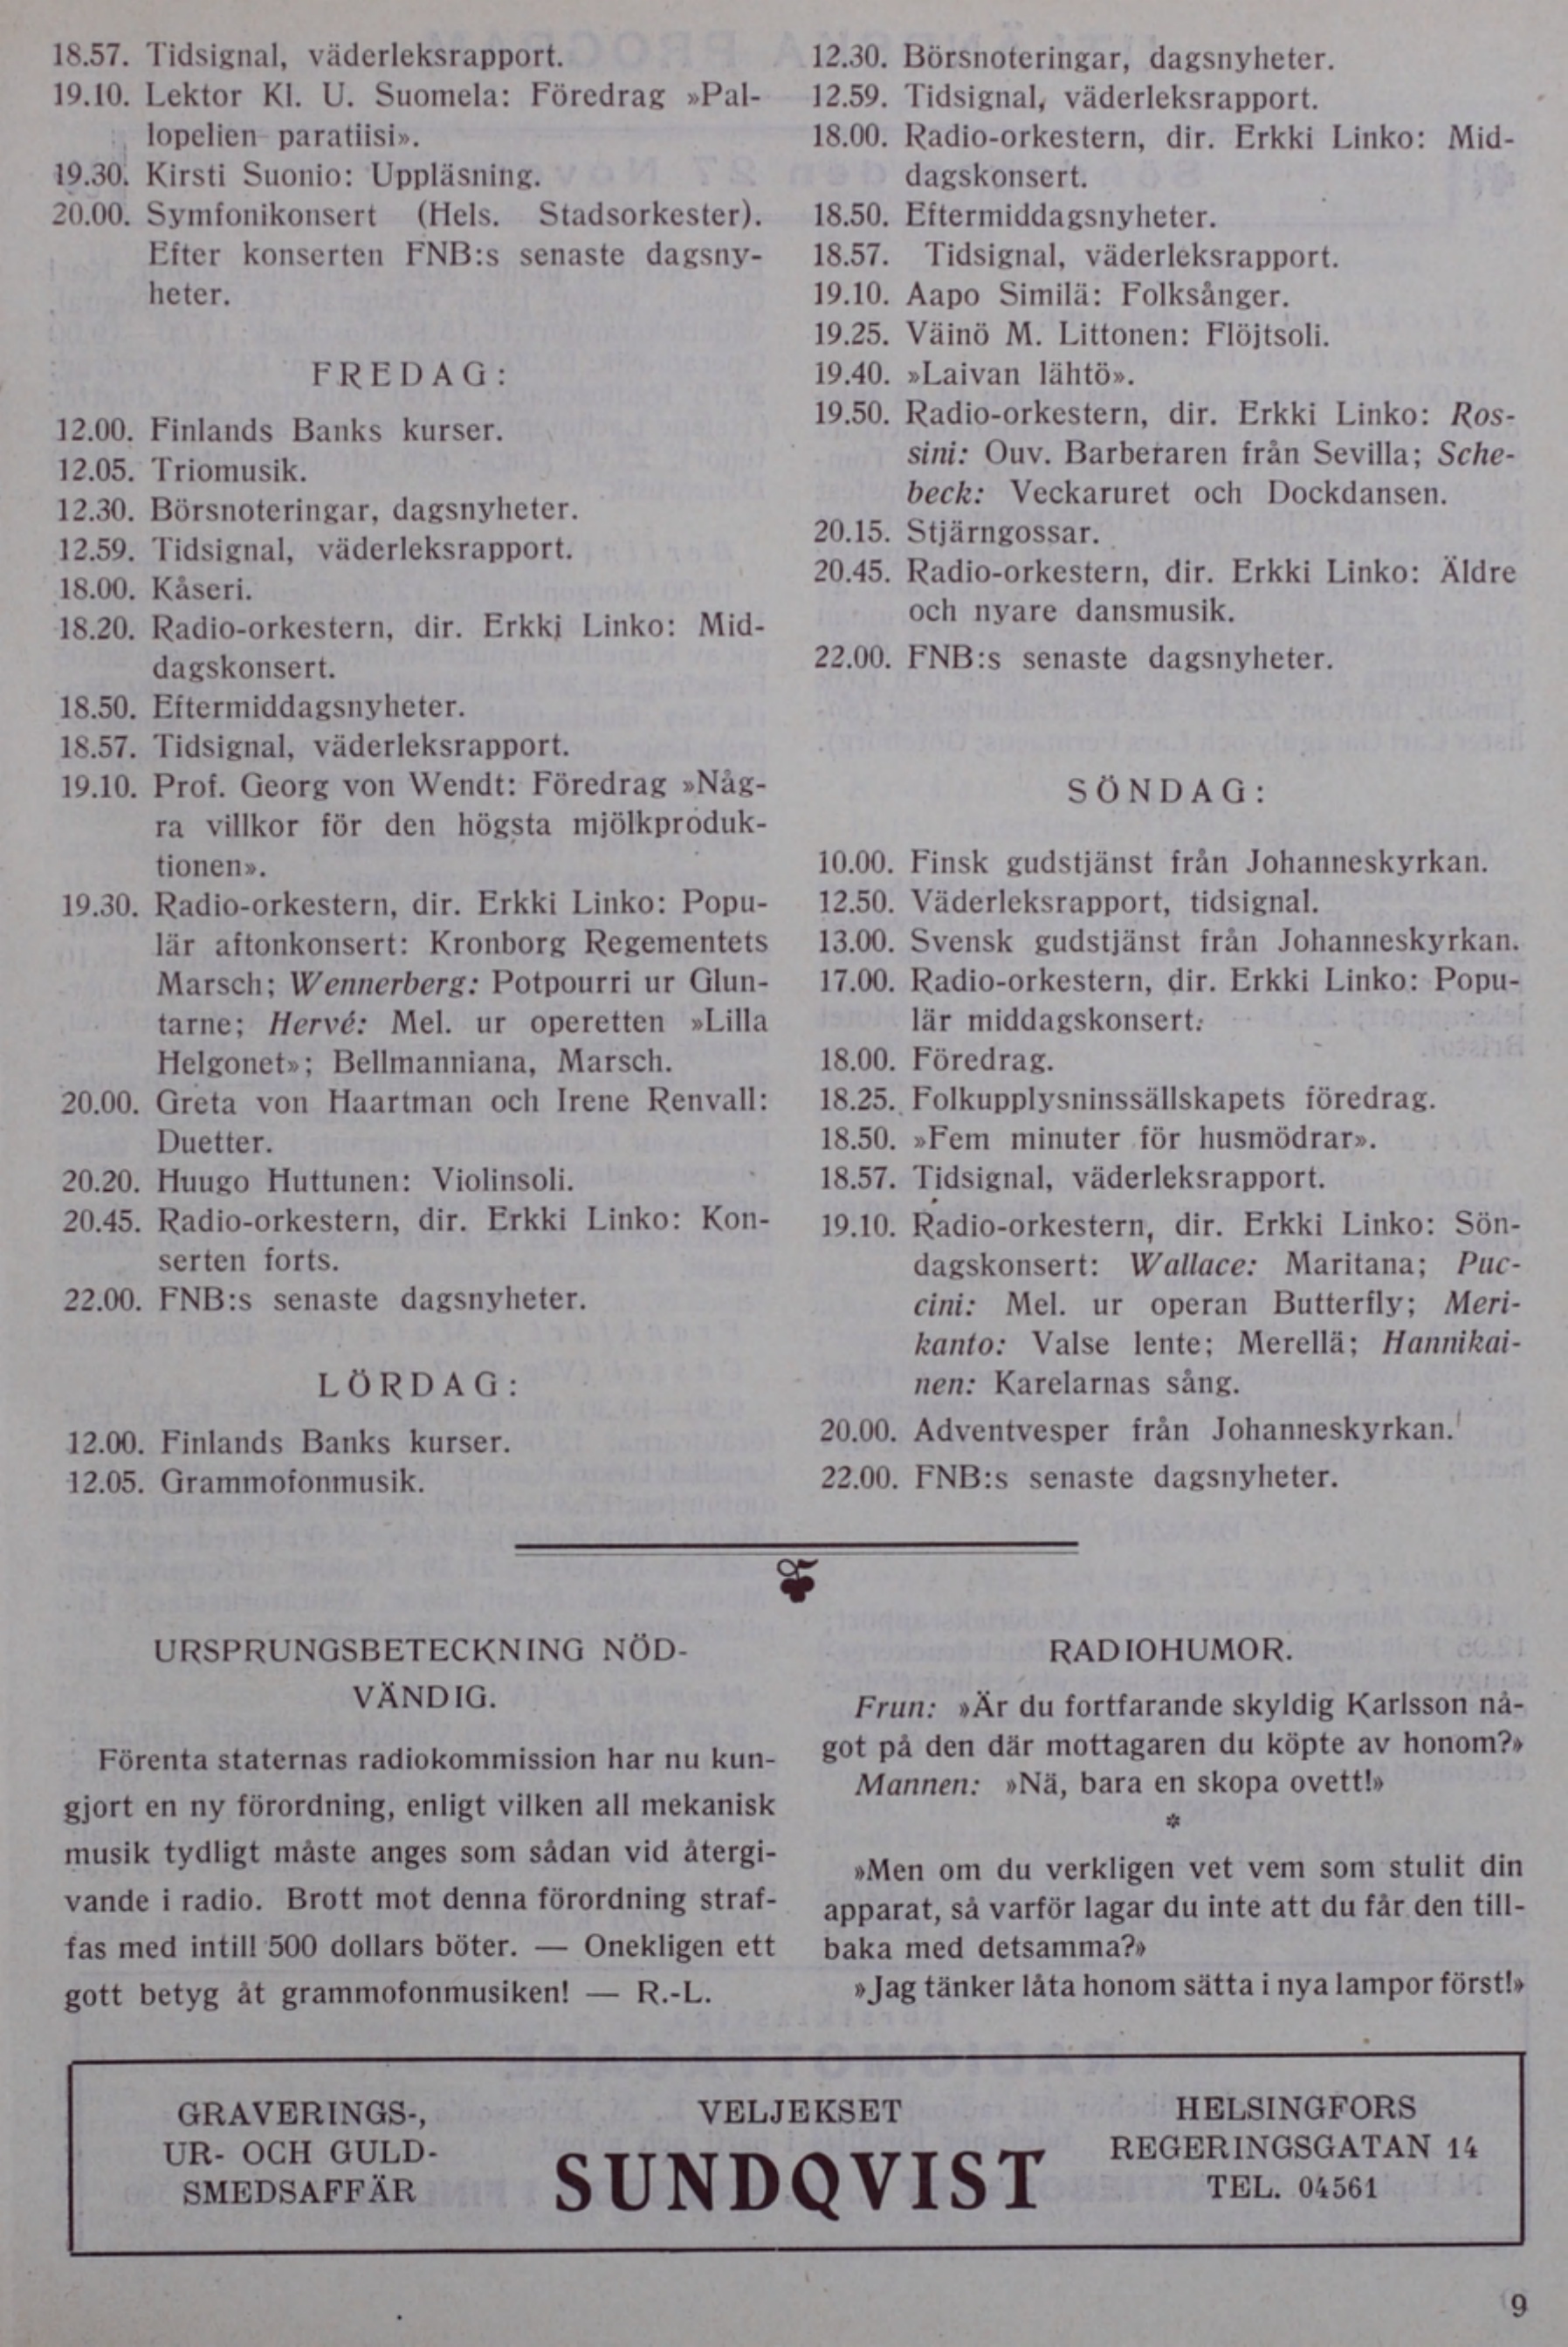 18.57. Tidsignal, väderleksrapport.
19.10. Lektor Kl. U. Suomela: Föredrag »Pal-
lopelien paratiisi».
19.30. Kirsti Suonio: Uppläsning.
20.00. Symfonikonsert (Hels. Stadsorkester).
Efter konserten FNB:s senaste dagsny-
heter.
FREDAG:
12.00. Finlands Banks kurser.
12.05. Triomusik.
12.30. Börsnoteringar, dagsnyheter.
12.59. Tidsignal, väderleksrapport.
18.00. Kåseri.
18.20. Radio-orkestern, dir. Erkki Linko: Mid-
dagskonsert.
18.50. Eftermiddagsnyheter.
18.57. Tidsignal, väderleksrapport.
19.10. Prof. Georg von Wendt: Föredrag »Någ-
ra villkor för den högsta mjölkproduk-
tionen».
19.30. Radio-orkestern, dir. Erkki Linko: Popu-
lär aftonkonsert: Kronborg Regementets
Marsch; Wennerberg: Potpourri ur Glun-
tarne; Hervé: Mel. ur operetten »Lilla
Helgonet»; Bellmanniana, Marsch.
20.00. Greta von Haartman och Irene Renvall:
Duetter.
20.20. Huugo Huttunen: Violinsoli.
20.45. Radio-orkestern, dir. Erkki Linko: Kon-
serten forts.
22.00. FNB:s senaste dagsnyheter.
LÖRDAG:
12.00. Finlands Banks kurser.
12.05. Grammofonmusik.
12.30. Börsnoteringar, dagsnyheter.
12.59. Tidsignal, väderleksrapport.
18.00. Radio-orkestern, dir. Erkki Linko: Mid-
dagskonsert.
18.50. Eftermiddagsnyheter.
18.57. Tidsignal, väderleksrapport.
19.10. Aapo Similä: Folksånger.
19.25. Väinö M. Littonen: Flöjtsoli.
19.40. »Laivan lähtö».
19.50. Radio-orkestern, dir. Erkki Linko: Ros-
sini: Ouv. Barberaren från Sevilla; Sche-
beck: Veckaruret och Dockdansen.
20.15. Stjärngossar.
20.45. Radio-orkestern, dir. Erkki Linko: Äldre
och nyare dansmusik.
22.00. FNB:s senaste dagsnyheter.
SÖNDAG:
10.00. Finsk gudstjänst från Johanneskyrkan.
12.50. Väderleksrapport, tidsignal.
13.00. Svensk gudstjänst från Johanneskyrkan.
17.00. Radio-orkestern, dir. Erkki Linko: Popu-
lär middagskonsert.
18.00. Föredrag.
18.25. Folkupplysninssällskapets föredrag.
18.50. »Fem minuter för husmödrar».
18.57. Tidsignal, väderleksrapport.
19.10. Radio-orkestern, dir. Erkki Linko: Sön-
dagskonsert: Wallace: Maritana; Puc-
cini: Mel. ur operan Butterfly; Meri-
kanto: Valse lente; Merellä; Hannikai-
nen: Karelarnas sång.
20.00. Adventvesper från Johanneskyrkan.
22.00. FNB:s senaste dagsnyheter.
URSPRUNGSBETECKNING NÖD-
VÄNDIG.
Förenta staternas radiokommission har nu kun-
gjort en ny förordning, enligt vilken all mekanisk
musik tydligt måste anges som sådan vid återgi-
vande i radio. Brott mot denna förordning straf-
fas med intill 500 dollars böter. — Onekligen ett
gott betyg åt grammofonmusiken! — R.-L.
RADIOHUMOR.
Frun: »Är du fortfarande skyldig Karlsson nå-
got på den där mottagaren du köpte av honom?»
Mannen: »Nä, bara en skopa ovett!»
*
»Men om du verkligen vet vem som stulit din
apparat, så varför lagar du inte att du får den till-
baka med detsamma?»
»Jag tänker låta honom sätta i nya lampor först!»
GRAVERINGS-,
UR- OCH GULD-
SMEDSAFFÄR
VELJEKSET
SUNDQVIST
HELSINGFORS
REGERINGSGATAN 14
TEL. 04561
9